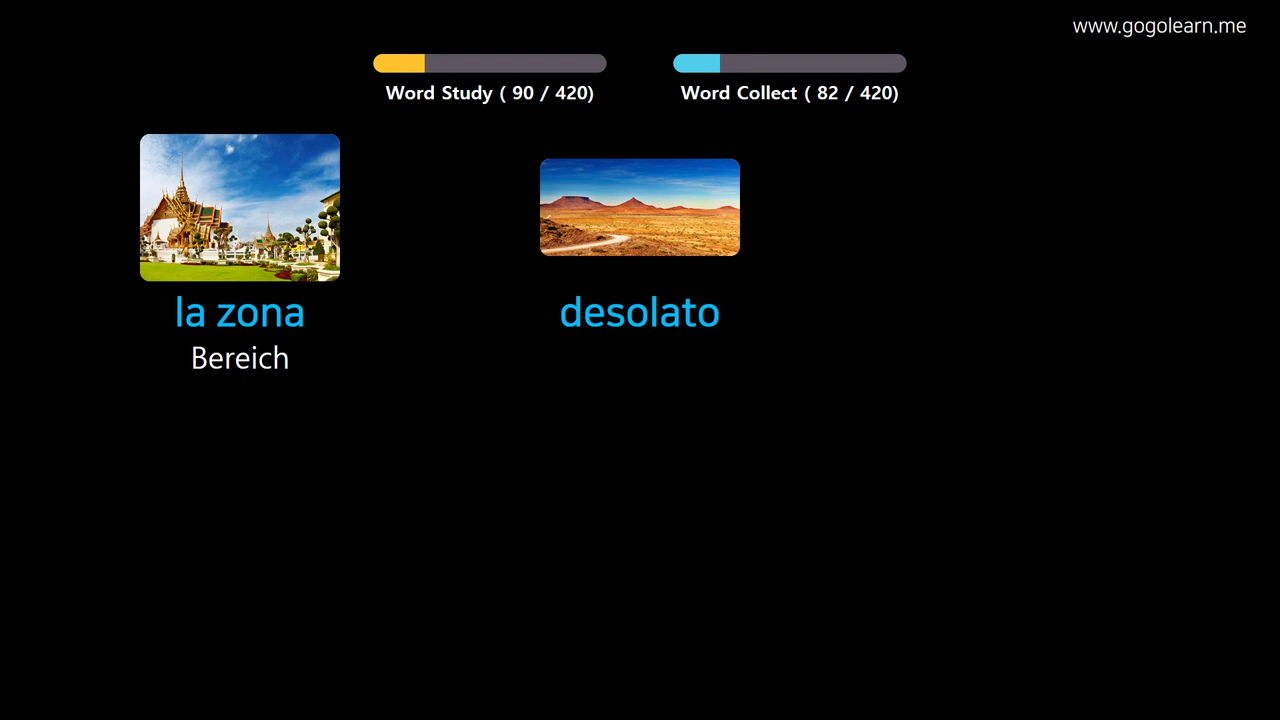 www.gogolearn.me
Word Study ( 90 / 420)
Word Collect ( 82 / 420)
la zona
desolato
Bereich